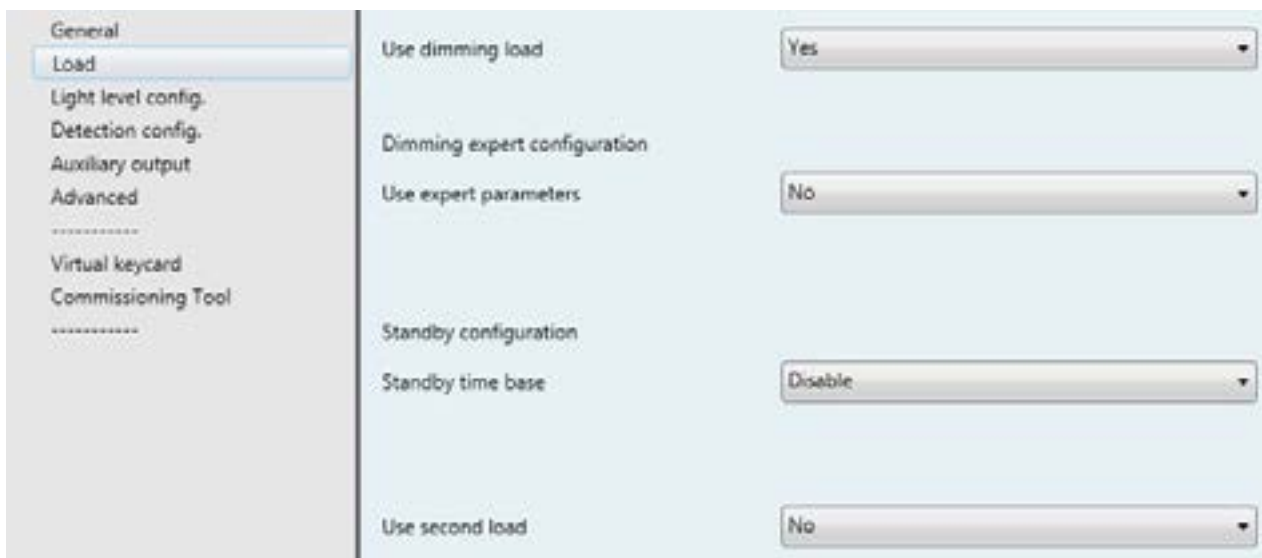 General
Load
Light level config.
Detection config.
Auxiliary output
Advanced
-----------
Virtual keycard
Commissioning Tool
-----------
Use dimming load Yes
Dimming expert configuration
Use expert parameters No
Standby configuration
Standby time base Disable
Use second load No